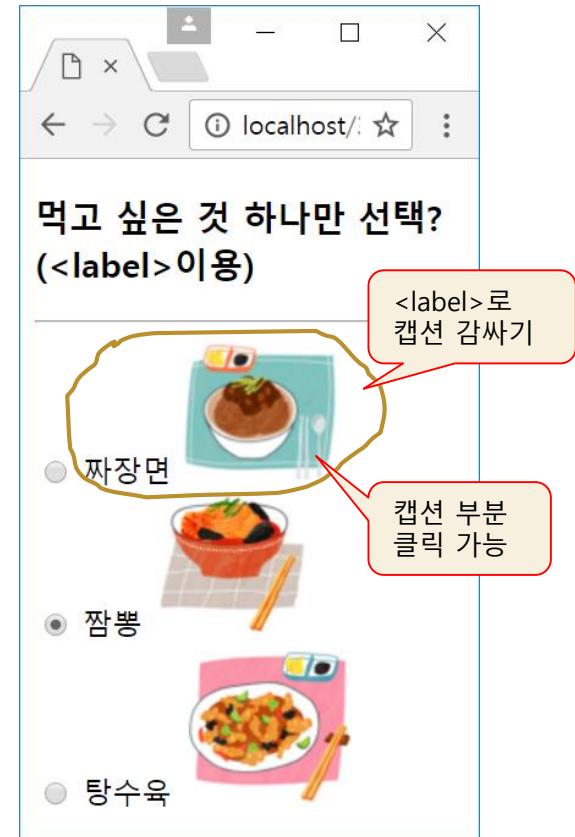 localhost/
먹고 싶은 것 하나만 선택?
(<label>이용)
<label>로
캡션 감싸기
짜장면
캡션 부분
클릭 가능
짬뽕
탕수육